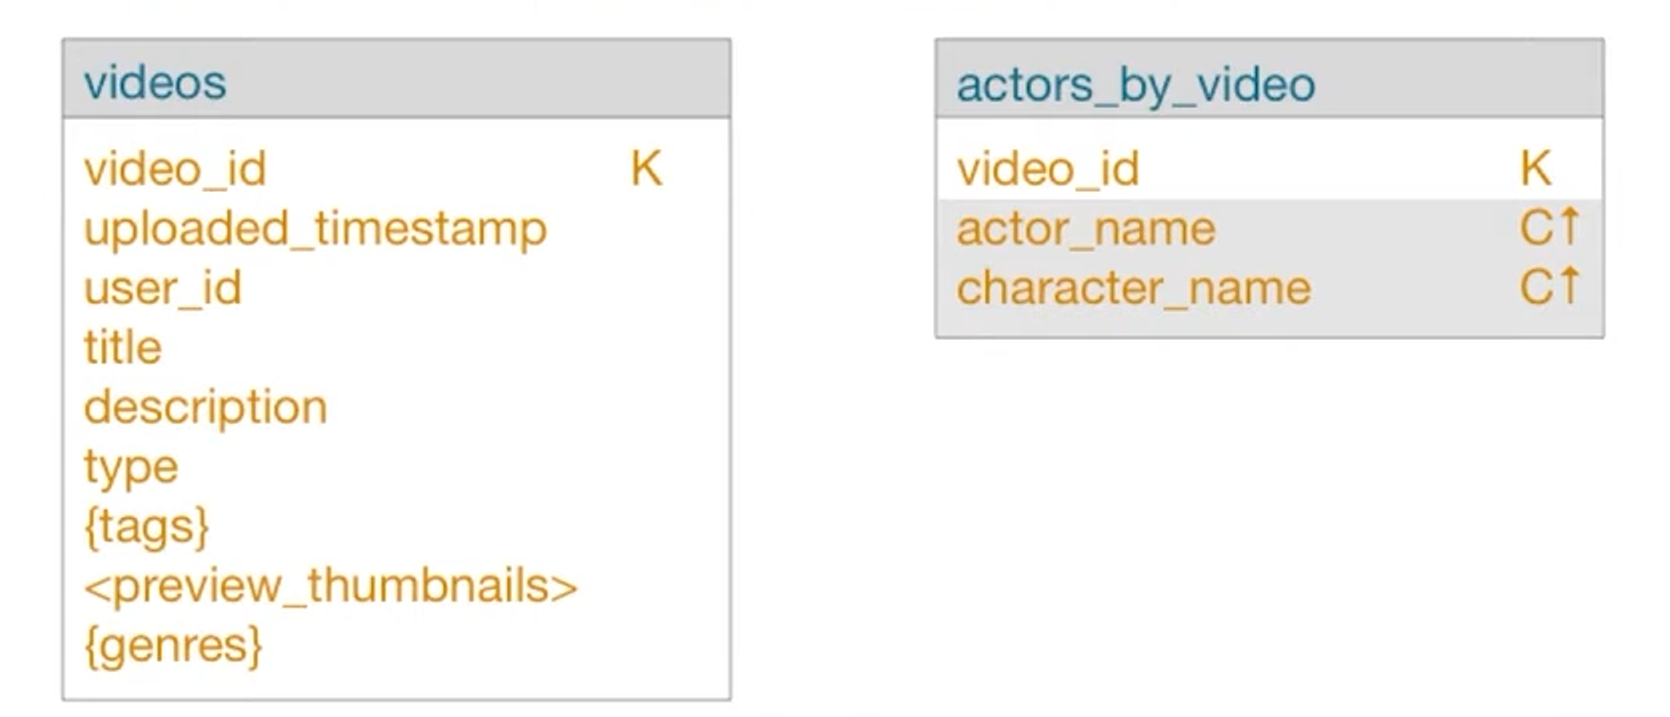 videos
video_id K
uploaded_timestamp
user_id
title
description
type
{tags}
<preview_thumbnails>
{genres}
actors_by_video
video_id K
actor_name C↑
character_name C↑